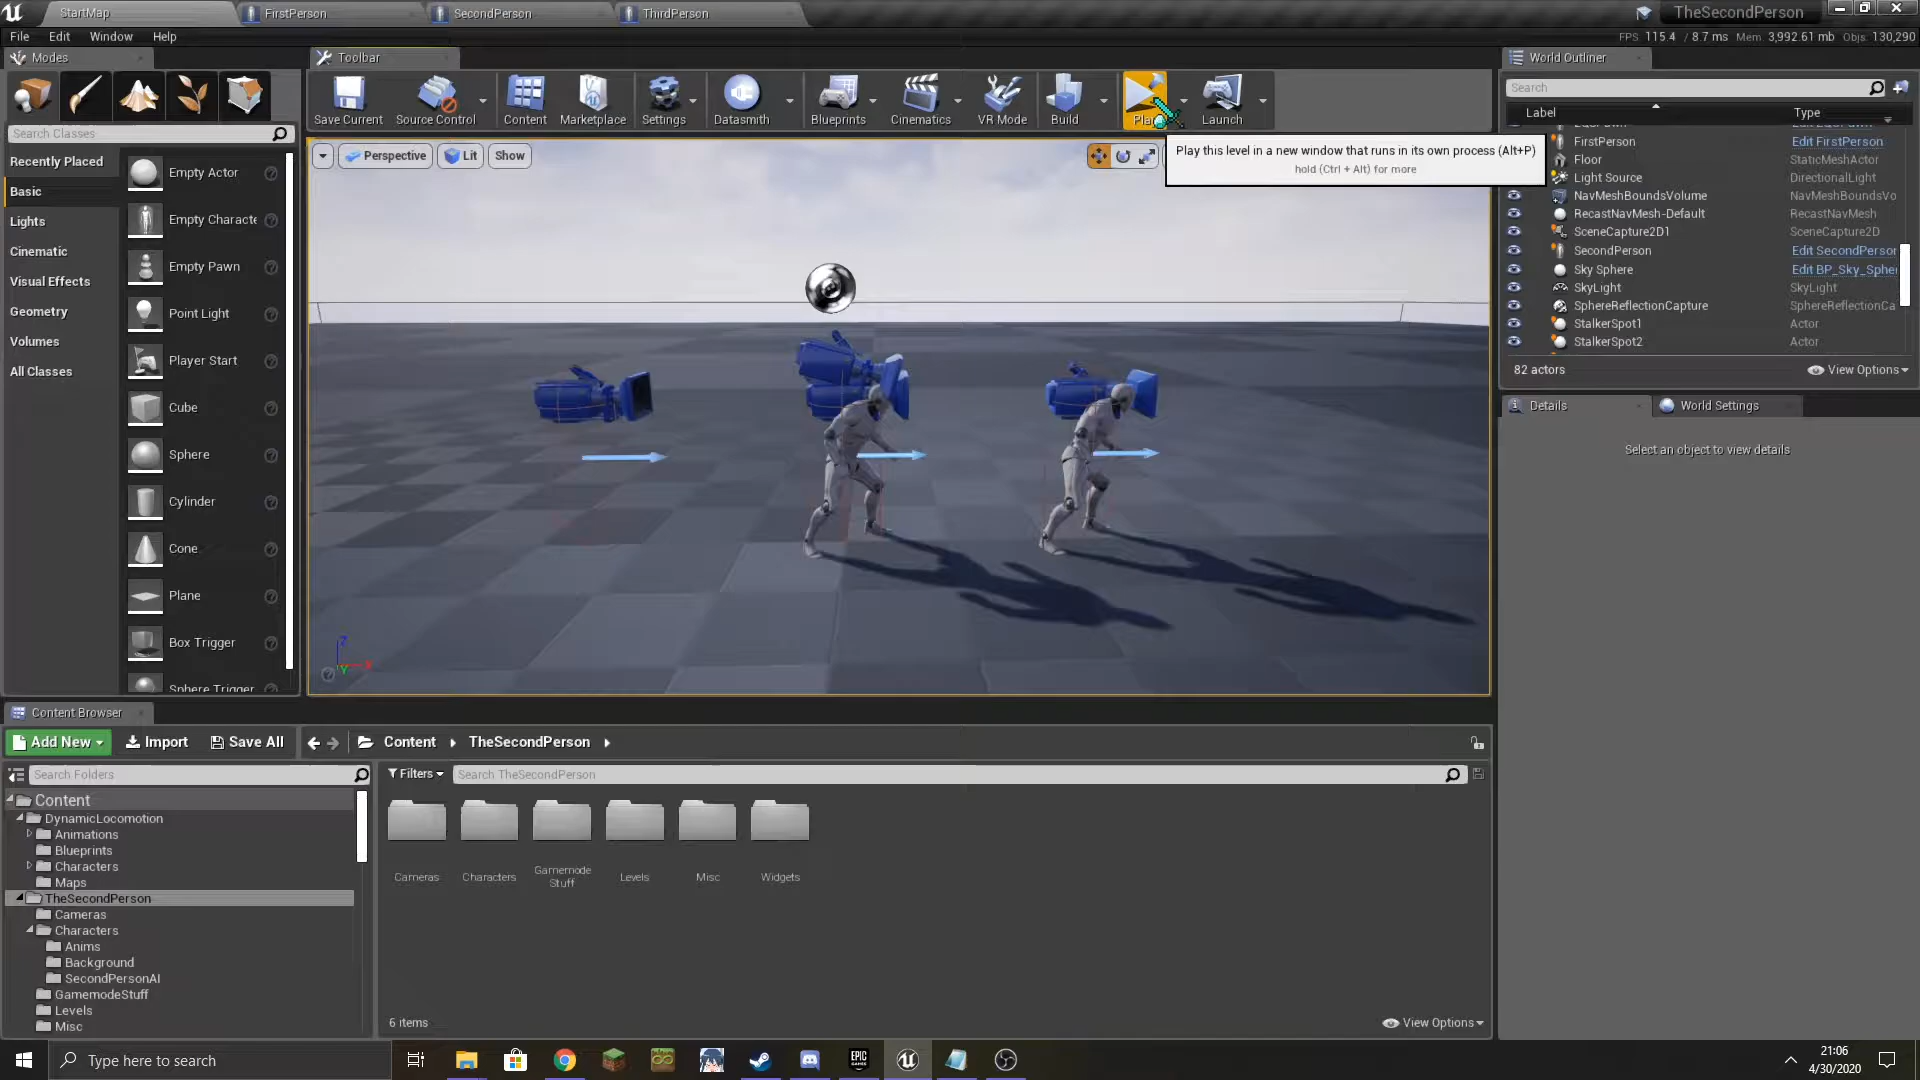 StartMap
FirstPerson
SecondPerson
ThirdPerson
TheSecondPerson
File Edit Window Help
FPS: 115.4 / 8.7 ms Mem: 3,992.61 mb Objs: 130,290
Modes
Toolbar
World Outliner
Save Current
Source Control
Content
Marketplace
Settings
Datasmith
Blueprints
Cinematics
VR Mode
Build
Play
Launch
Search
Label
Type
Search Classes
Recently Placed
Basic
Lights
Cinematic
Visual Effects
Geometry
Volumes
All Classes
Empty Actor
Empty Characte
Empty Pawn
Point Light
Player Start
Cube
Sphere
Cylinder
Cone
Plane
Box Trigger
Sphere Trigger
Perspective
Lit
Show
Play this level in a new window that runs in its own process (Alt+P)
hold (Ctrl + Alt) for more
FirstPerson Edit FirstPerson
Floor StaticMeshActor
Light Source DirectionalLight
NavMeshBoundsVolume NavMeshBoundsVo
RecastNavMesh-Default RecastNavMesh
SceneCapture2D1 SceneCapture2D
SecondPerson Edit SecondPerson
Sky Sphere Edit BP_Sky_Sphe
SkyLight SkyLight
SphereReflectionCapture SphereReflectionCa
StalkerSpot1 Actor
StalkerSpot2 Actor
82 actors
View Options
Details
World Settings
Select an object to view details
Z
X
Y
Content Browser
Add New
Import
Save All
Content
TheSecondPerson
Search Folders
Filters
Search TheSecondPerson
Content
DynamicLocomotion
Animations
Blueprints
Characters
Maps
TheSecondPerson
Cameras
Characters
Anims
Background
SecondPersonAI
GamemodeStuff
Levels
Misc
Cameras
Characters
Gamemode
Stuff
Levels
Misc
Widgets
6 items
View Options
Type here to search
EPIC
GAMES
21:06
4/30/2020